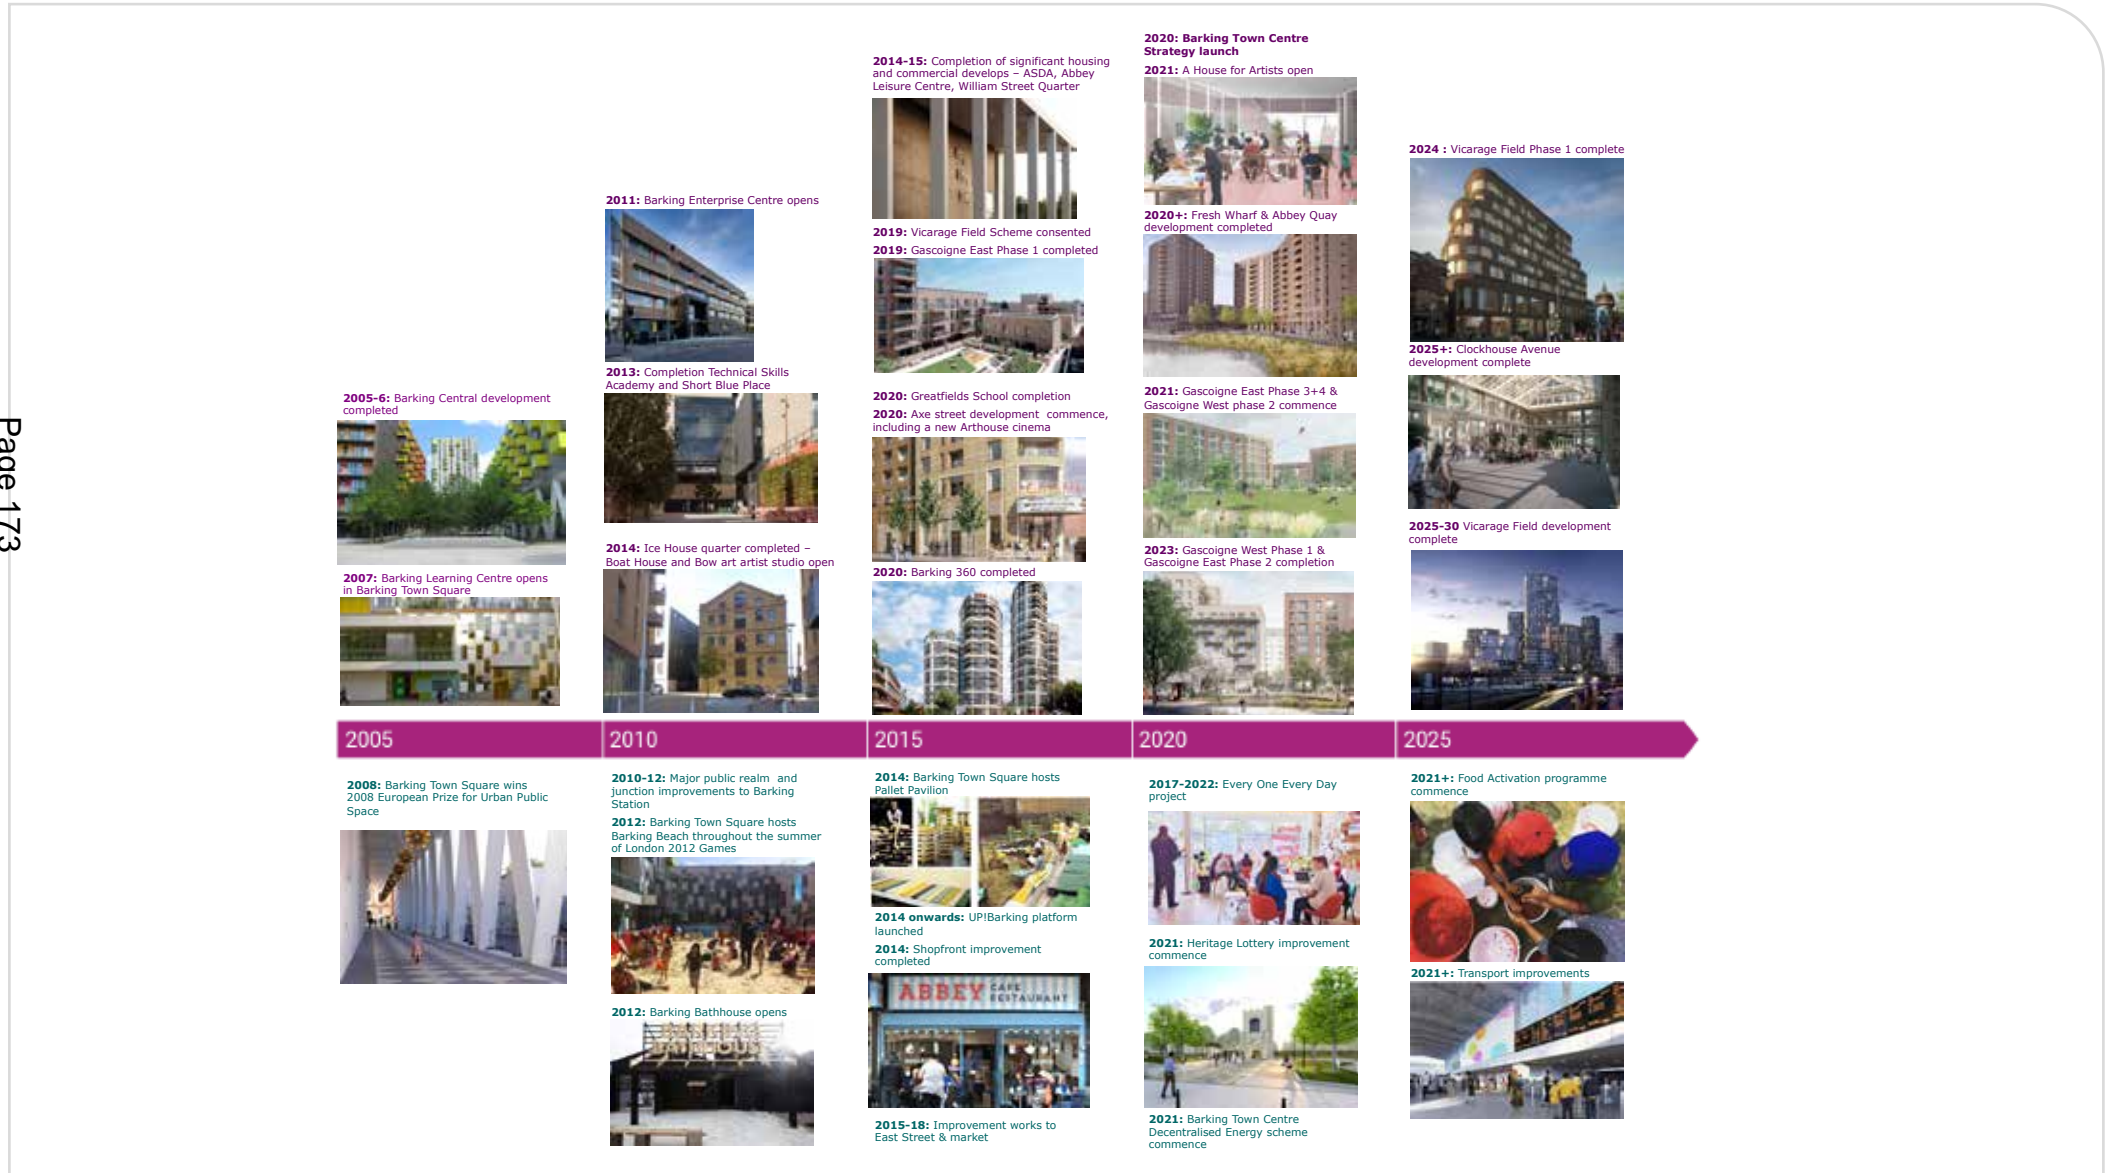 2005-6: Barking Central development
completed
2007: Barking Learning Centre opens
in Barking Town Square
2011: Barking Enterprise Centre opens
2013: Completion Technical Skills
Academy and Short Blue Place
2014: Ice House quarter completed –
Boat House and Bow art artist studio open
2014-15: Completion of significant housing
and commercial develops – ASDA, Abbey
Leisure Centre, William Street Quarter
2019: Vicarage Field Scheme consented
2019: Gascoigne East Phase 1 completed
2020: Greatfields School completion
2020: Axe street development commence,
including a new Arthouse cinema
2020: Barking 360 completed
2020: Barking Town Centre
Strategy launch
2021: A House for Artists open
2020+: Fresh Wharf & Abbey Quay
development completed
2021: Gascoigne East Phase 3+4 &
Gascoigne West phase 2 commence
2023: Gascoigne West Phase 1 &
Gascoigne East Phase 2 completion
2024 : Vicarage Field Phase 1 complete
2025+: Clockhouse Avenue
development complete
2025-30 Vicarage Field development
complete
Page 173
2005
2010
2015
2020
2025
2008: Barking Town Square wins
2008 European Prize for Urban Public
Space
2010-12: Major public realm and
junction improvements to Barking
Station
2012: Barking Town Square hosts
Barking Beach throughout the summer
of London 2012 Games
2012: Barking Bathhouse opens
BATHHOUSE
2014: Barking Town Square hosts
Pallet Pavilion
2014 onwards: UP!Barking platform
launched
2014: Shopfront improvement
completed
ABBEY CAFE
RESTAURANT
2015-18: Improvement works to
East Street & market
2017-2022: Every One Every Day
project
2021: Heritage Lottery improvement
commence
2021: Barking Town Centre
Decentralised Energy scheme
commence
2021+: Food Activation programme
commence
2021+: Transport improvements